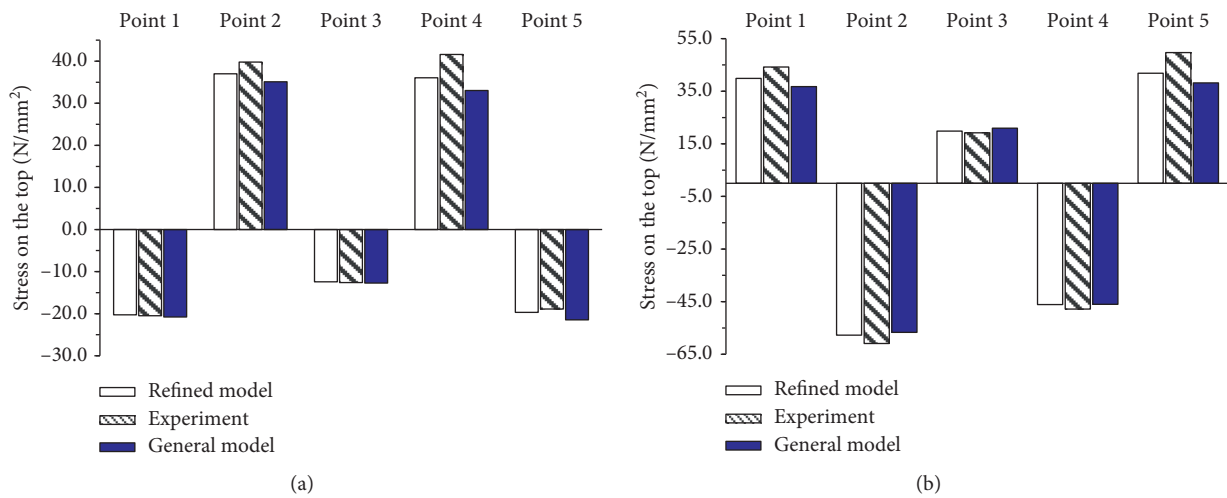 Point 1 Point 2 Point 3 Point 4 Point 5
Stress on the top (N/mm²)
40.0
30.0
20.0
10.0
0.0
−10.0
−20.0
−30.0
Refined model
Experiment
General model
(a)
Point 1 Point 2 Point 3 Point 4 Point 5
Stress on the top (N/mm²)
55.0
35.0
15.0
−5.0
−25.0
−45.0
−65.0
Refined model
Experiment
General model
(b)